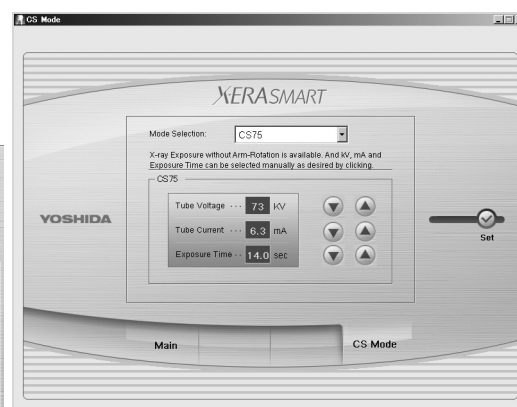 CS Mode
XERASMART
Mode Selection: CS75
X-ray Exposure without Arm-Rotation is available. And kV, mA and
Exposure Time can be selected manually as desired by clicking.
CS75
Tube Voltage ··· 73 KV
Tube Current ··· 6.3 mA
Exposure Time ·· 14.0 sec
YOSHIDA
Set
Main
CS Mode